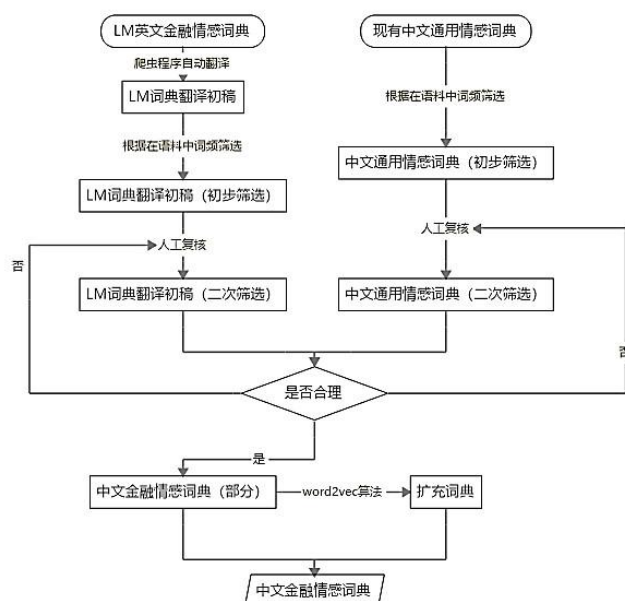 LM英文金融情感词典
现有中文通用情感词典
爬虫程序自动翻译
LM词典翻译初稿
根据在语料中词频筛选
根据在语料中词频筛选
中文通用情感词典（初步筛选）
LM词典翻译初稿（初步筛选）
人工复核
人工复核
否
LM词典翻译初稿（二次筛选）
中文通用情感词典（二次筛选）
否
是否合理
是
中文金融情感词典（部分）
word2vec算法
扩充词典
中文金融情感词典